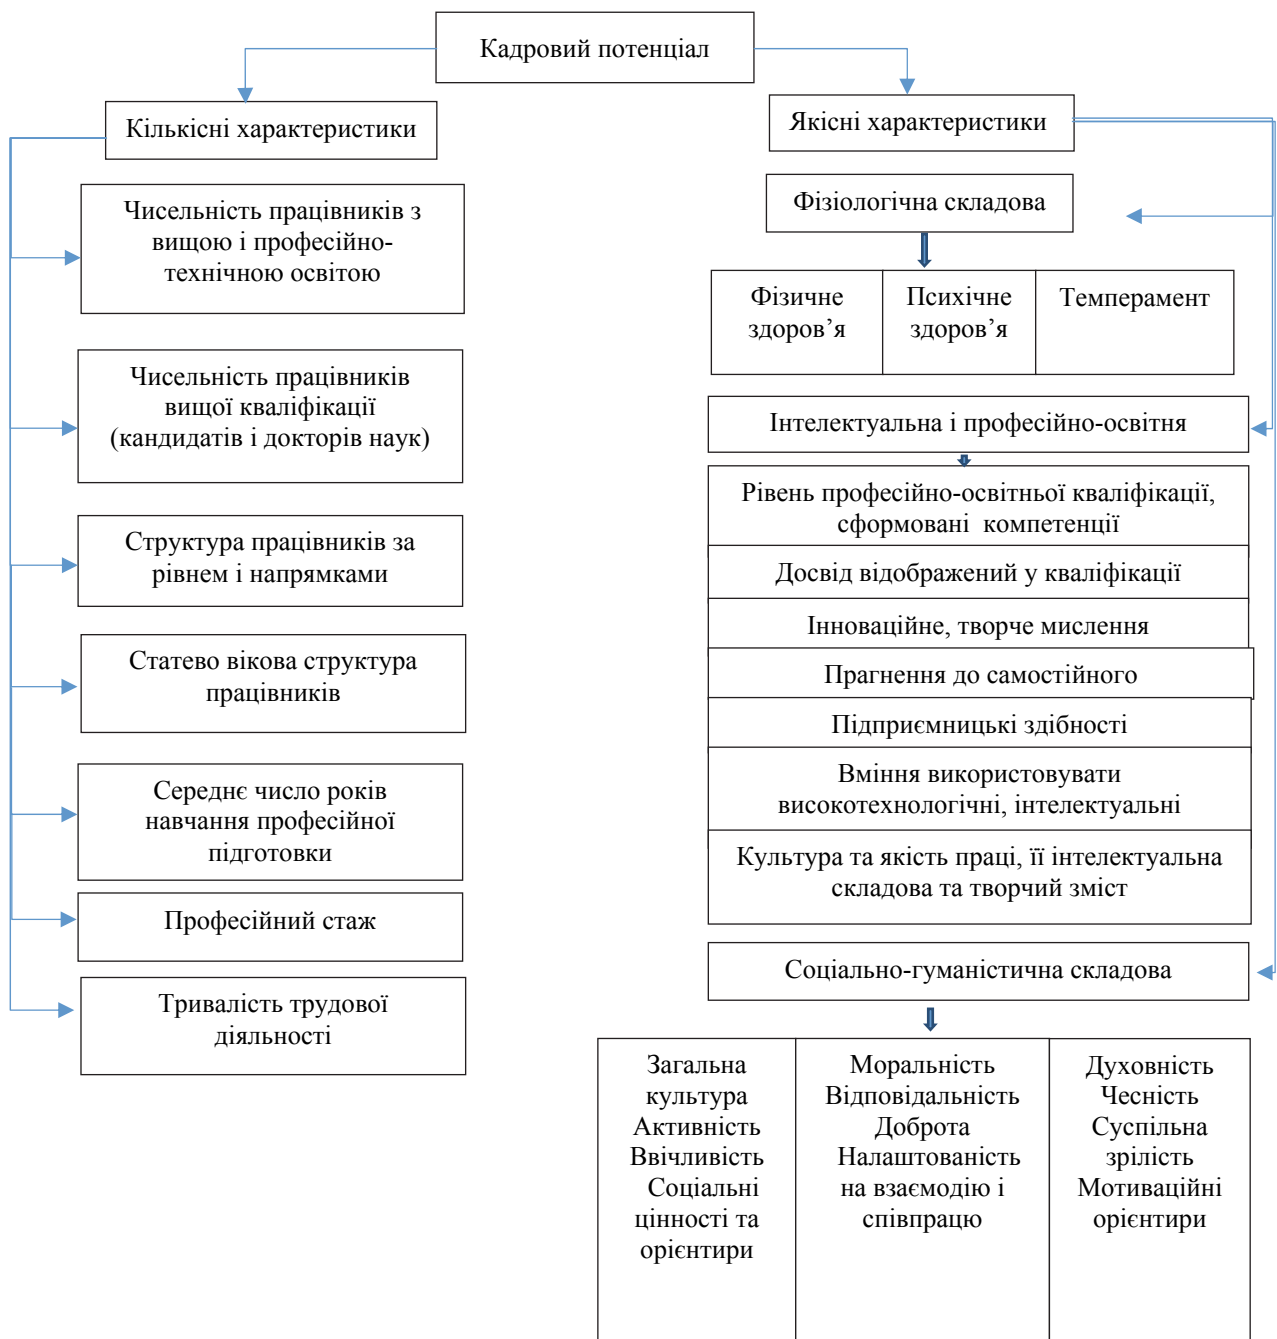 Кадровий потенціал
Кількісні характеристики
Чисельність працівників з
вищою і професійно-
технічною освітою
Чисельність працівників
вищої кваліфікації
(кандидатів і докторів наук)
Структура працівників за
рівнем і напрямками
Статево вікова структура
працівників
Середнє число років
навчання професійної
підготовки
Професійний стаж
Тривалість трудової
діяльності
Якісні характеристики
Фізіологічна складова
Фізичне
здоров’я
Психічне
здоров’я
Темперамент
Інтелектуальна і професійно-освітня
Рівень професійно-освітньої кваліфікації,
сформовані компетенції
Досвід відображений у кваліфікації
Інноваційне, творче мислення
Прагнення до самостійного
Підприємницькі здібності
Вміння використовувати
високотехнологічні, інтелектуальні
Культура та якість праці, її інтелектуальна
складова та творчий зміст
Соціально-гуманістична складова
Загальна
культура
Активність
Ввічливість
Соціальні
цінності та
орієнтири
Моральність
Відповідальність
Доброта
Налаштованість
на взаємодію і
співпрацю
Духовність
Чесність
Суспільна
зрілість
Мотиваційні
орієнтири